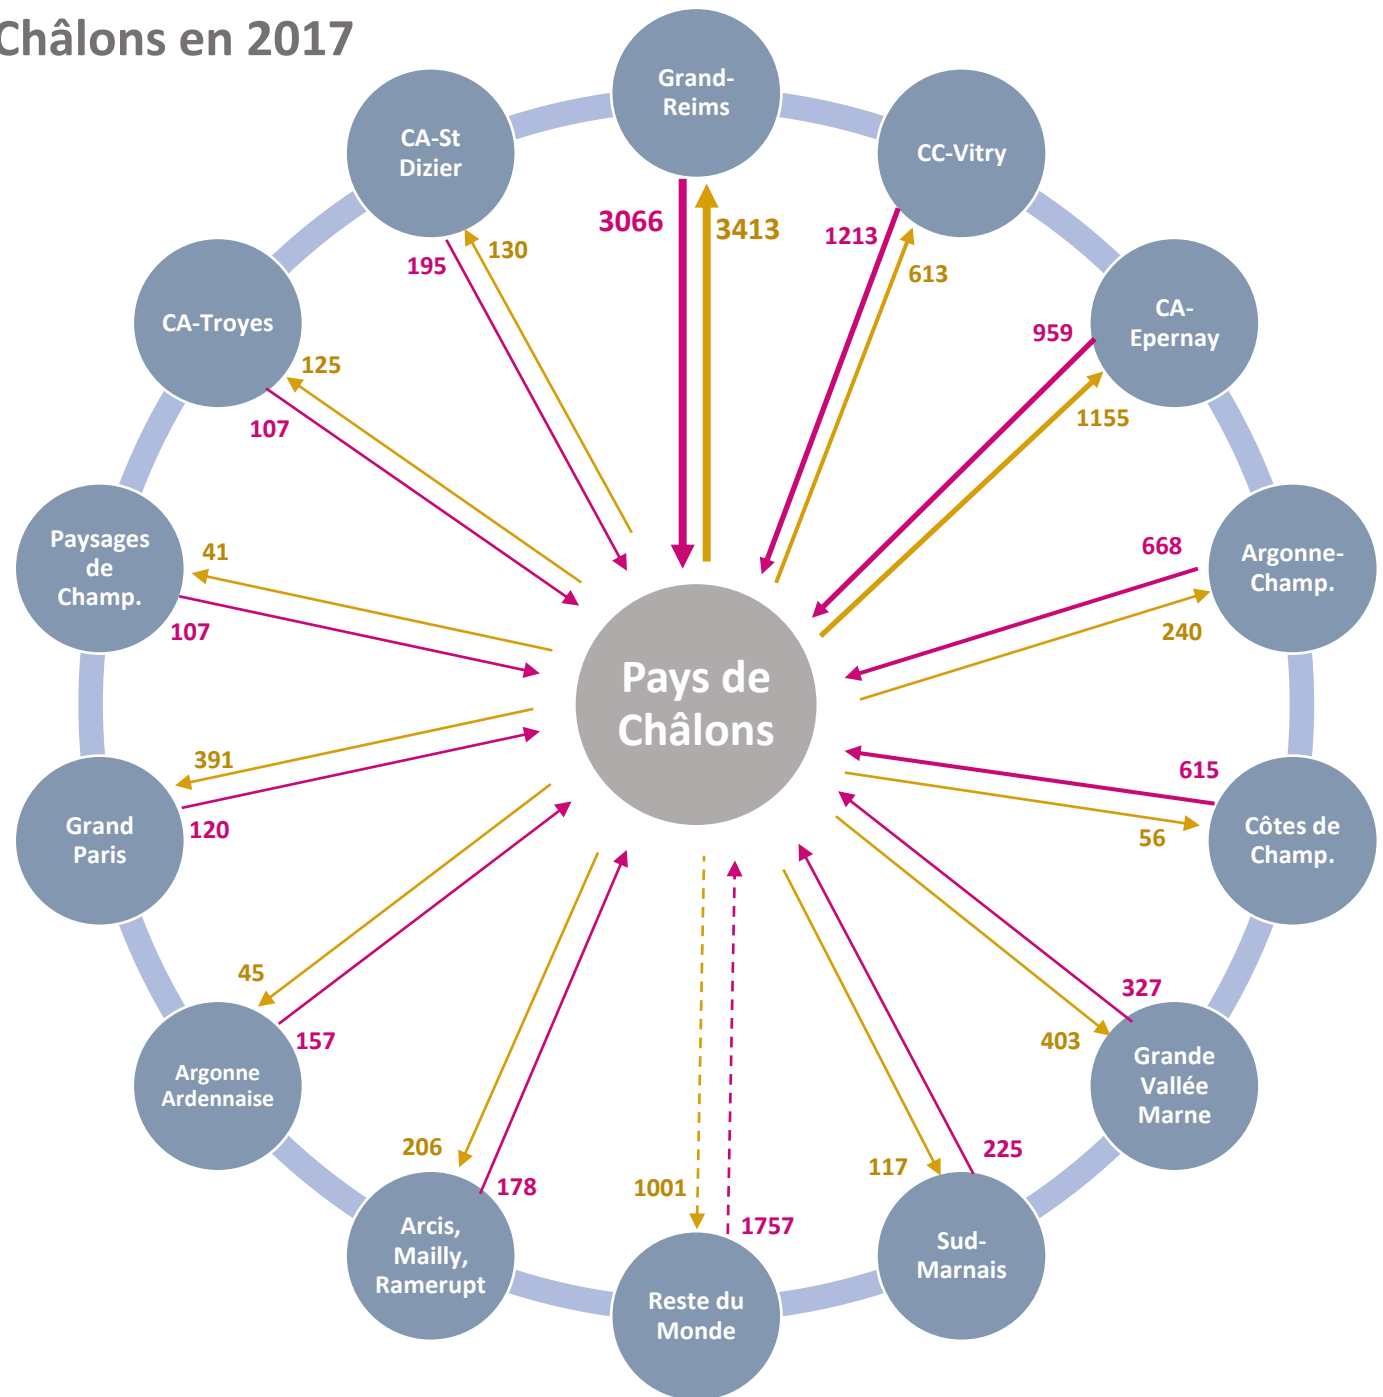 Châlons en 2017
Grand-
Reims
CC-Vitry
CA-
Epernay
Argonne-
Champ.
Côtes de
Champ.
Grande
Vallée
Marne
Sud-
Marnais
Reste du
Monde
Arcis,
Mailly,
Ramerupt
Argonne
Ardennaise
Grand
Paris
Paysages
de
Champ.
CA-Troyes
CA-St
Dizier
Pays de
Châlons
3066
3413
1213
613
959
1155
668
240
615
56
327
403
225
117
1757
1001
178
206
157
45
120
391
107
41
107
125
195
130